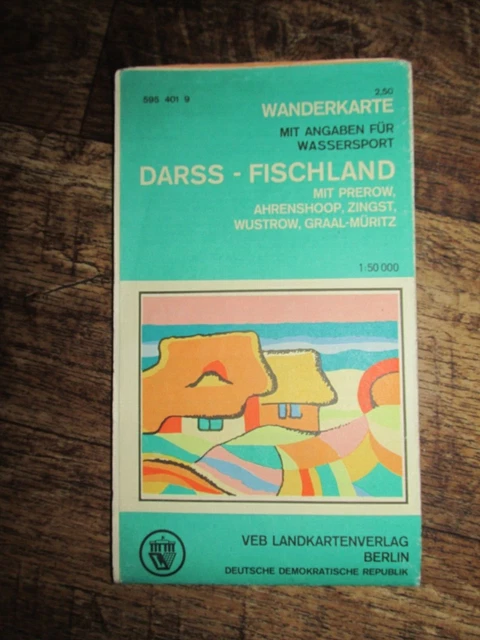 595 401 9
2,50
WANDERKARTE
MIT ANGABEN FÜR
WASSERSPORT
DARSS - FISCHLAND
MIT PREROW,
AHRENSHOOP, ZINGST,
WUSTROW, GRAAL-MÜRITZ
1:50 000
VEB LANDKARTENVERLAG
BERLIN
DEUTSCHE DEMOKRATISCHE REPUBLIK